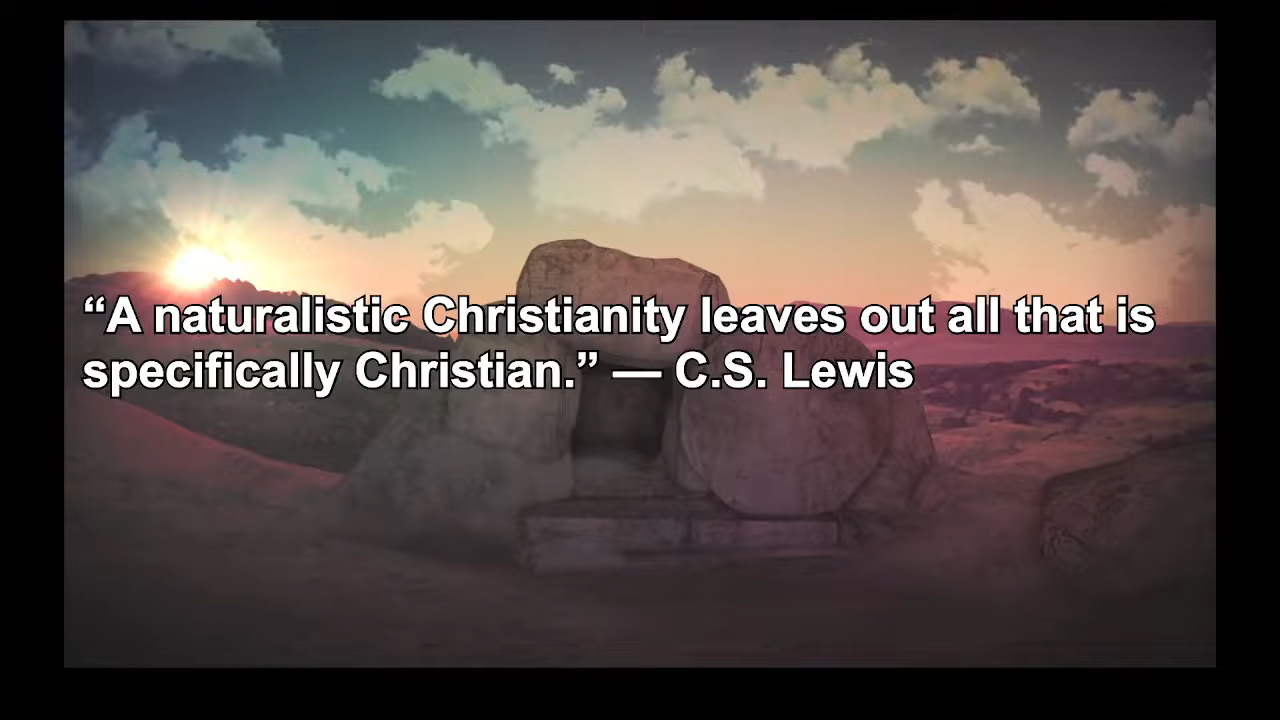 “A naturalistic Christianity leaves out all that is
specifically Christian.” — C.S. Lewis